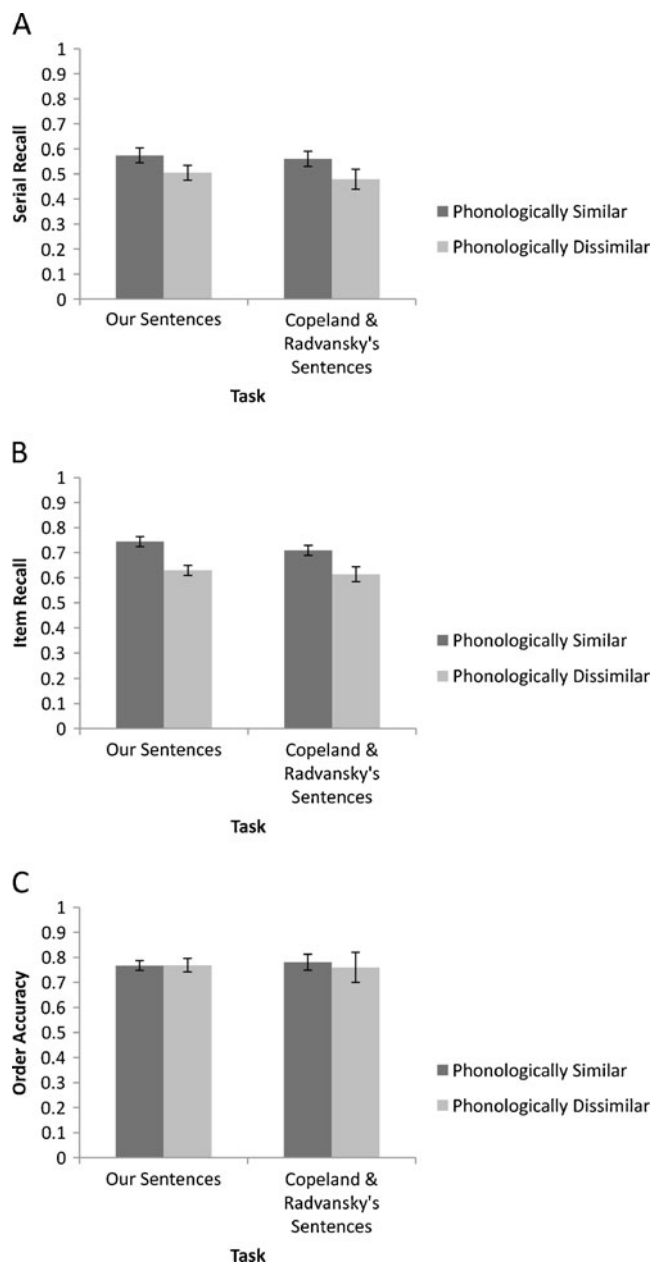 A
Serial Recall
1
0.9
0.8
0.7
0.6
0.5
0.4
0.3
0.2
0.1
0
Our Sentences
Copeland &
Radvansky's
Sentences
Task
Phonologically Similar
Phonologically Dissimilar
B
Item Recall
1
0.9
0.8
0.7
0.6
0.5
0.4
0.3
0.2
0.1
0
Our Sentences
Copeland &
Radvansky's
Sentences
Task
Phonologically Similar
Phonologically Dissimilar
C
Order Accuracy
1
0.9
0.8
0.7
0.6
0.5
0.4
0.3
0.2
0.1
0
Our Sentences
Copeland &
Radvansky's
Sentences
Task
Phonologically Similar
Phonologically Dissimilar